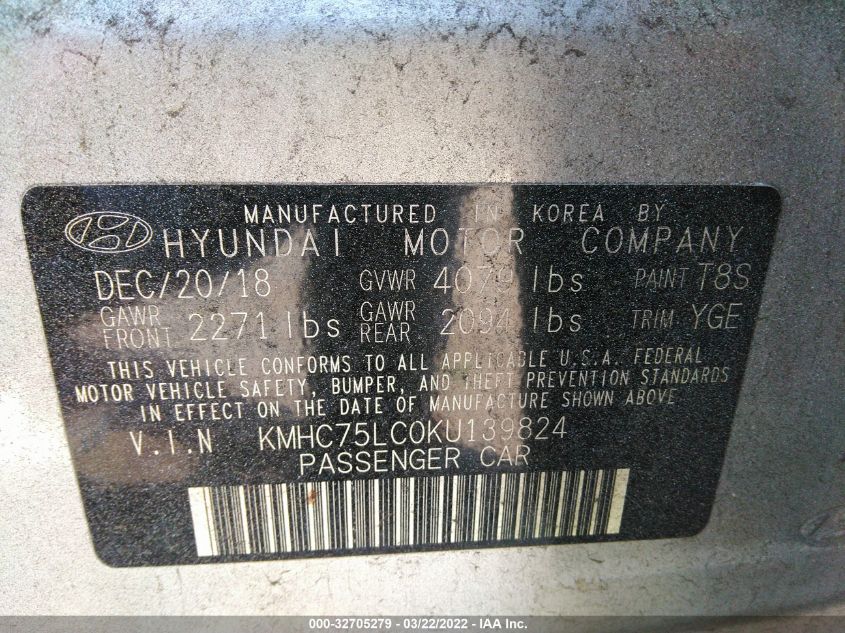 MANUFACTURED IN KOREA BY
HYUNDAI MOTOR COMPANY
DEC/20/18 GVWR 4079 lbs PAINT T8S
GAWR FRONT 2271 lbs GAWR REAR 2094 lbs TRIM YGE
THIS VEHICLE CONFORMS TO ALL APPLICABLE U.S.A. FEDERAL
MOTOR VEHICLE SAFETY, BUMPER, AND THEFT PREVENTION STANDARDS
IN EFFECT ON THE DATE OF MANUFACTURE SHOWN ABOVE
V.I.N KMHC75LC0KU139824
PASSENGER CAR
000-32705279 - 03/22/2022 - IAA Inc.